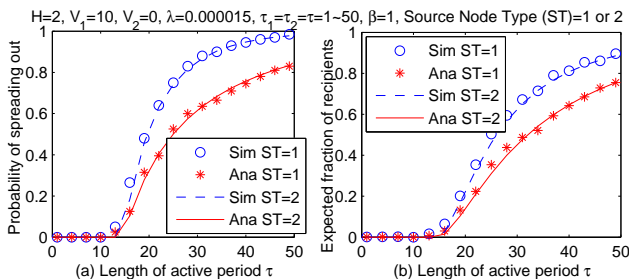 H=2, V₁=10, V₂=0, λ=0.000015, τ₁=τ₂=τ=1~50, β=1, Source Node Type (ST)=1 or 2
Probability of spreading out
1
0.8
0.6
0.4
0.2
0
0 10 20 30 40 50
Sim ST=1
Ana ST=1
Sim ST=2
Ana ST=2
(a) Length of active period τ
Expected fraction of recipients
1
0.8
0.6
0.4
0.2
0
0 10 20 30 40 50
Sim ST=1
Ana ST=1
Sim ST=2
Ana ST=2
(b) Length of active period τ